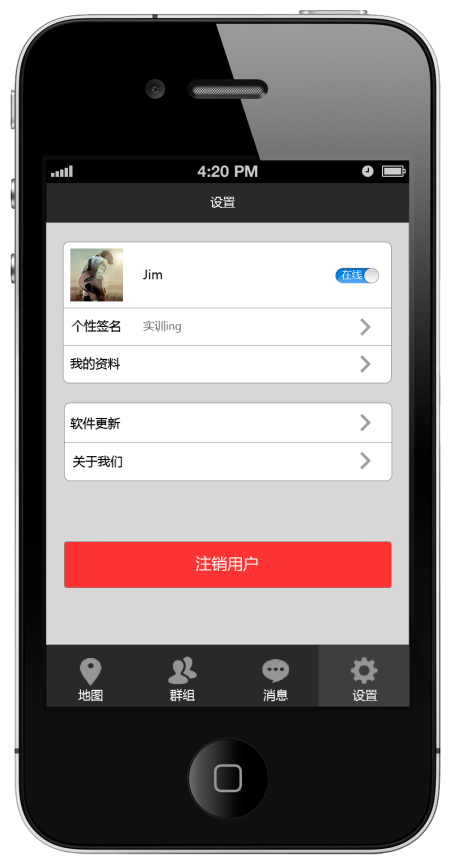 4:20 PM
设置
Jim
在线
个性签名 实训ing
我的资料
软件更新
关于我们
注销用户
地图 群组 消息 设置